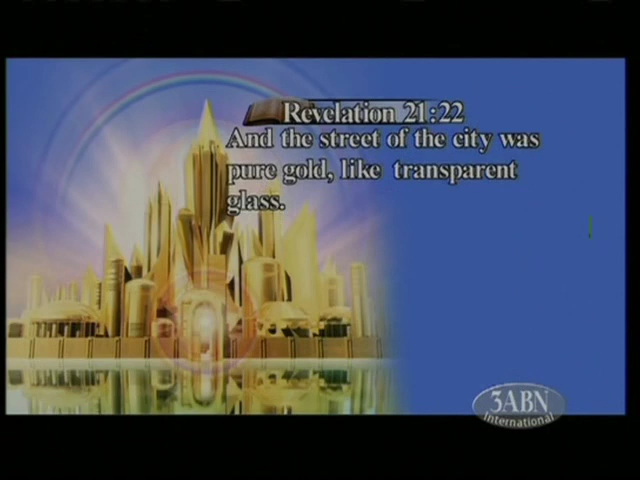 Revelation 21:22
And the street of the city was
pure gold, like transparent
glass.
3ABN
International